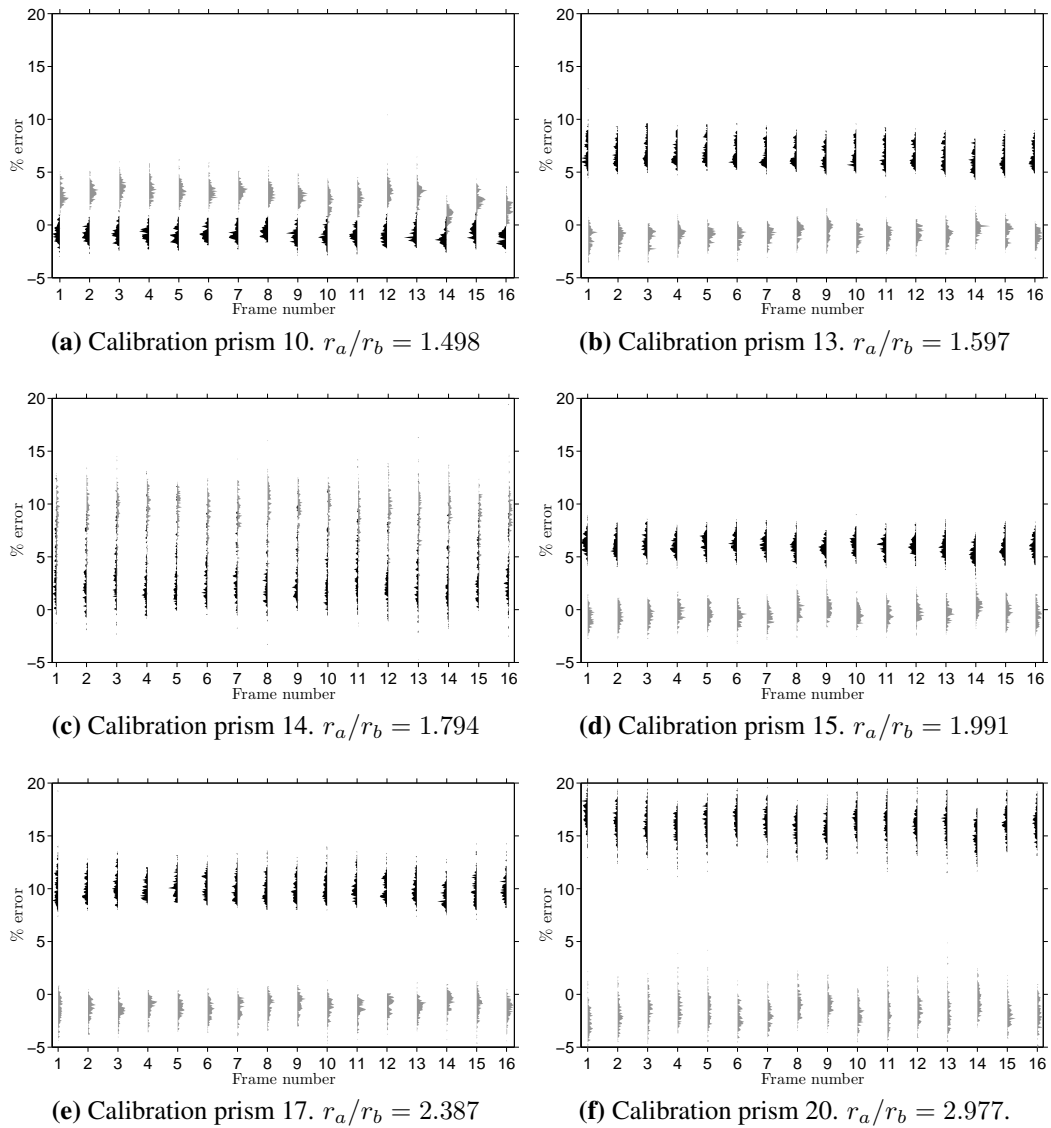 20
15
10
5
0
−5
% error
1 2 3 4 5 6 7 8 9 10 11 12 13 14 15 16
Frame number
(a) Calibration prism 10. r_a/r_b = 1.498
20
15
10
5
0
−5
% error
1 2 3 4 5 6 7 8 9 10 11 12 13 14 15 16
Frame number
(b) Calibration prism 13. r_a/r_b = 1.597
20
15
10
5
0
−5
% error
1 2 3 4 5 6 7 8 9 10 11 12 13 14 15 16
Frame number
(c) Calibration prism 14. r_a/r_b = 1.794
20
15
10
5
0
−5
% error
1 2 3 4 5 6 7 8 9 10 11 12 13 14 15 16
Frame number
(d) Calibration prism 15. r_a/r_b = 1.991
20
15
10
5
0
−5
% error
1 2 3 4 5 6 7 8 9 10 11 12 13 14 15 16
Frame number
(e) Calibration prism 17. r_a/r_b = 2.387
20
15
10
5
0
−5
% error
1 2 3 4 5 6 7 8 9 10 11 12 13 14 15 16
Frame number
(f) Calibration prism 20. r_a/r_b = 2.977.